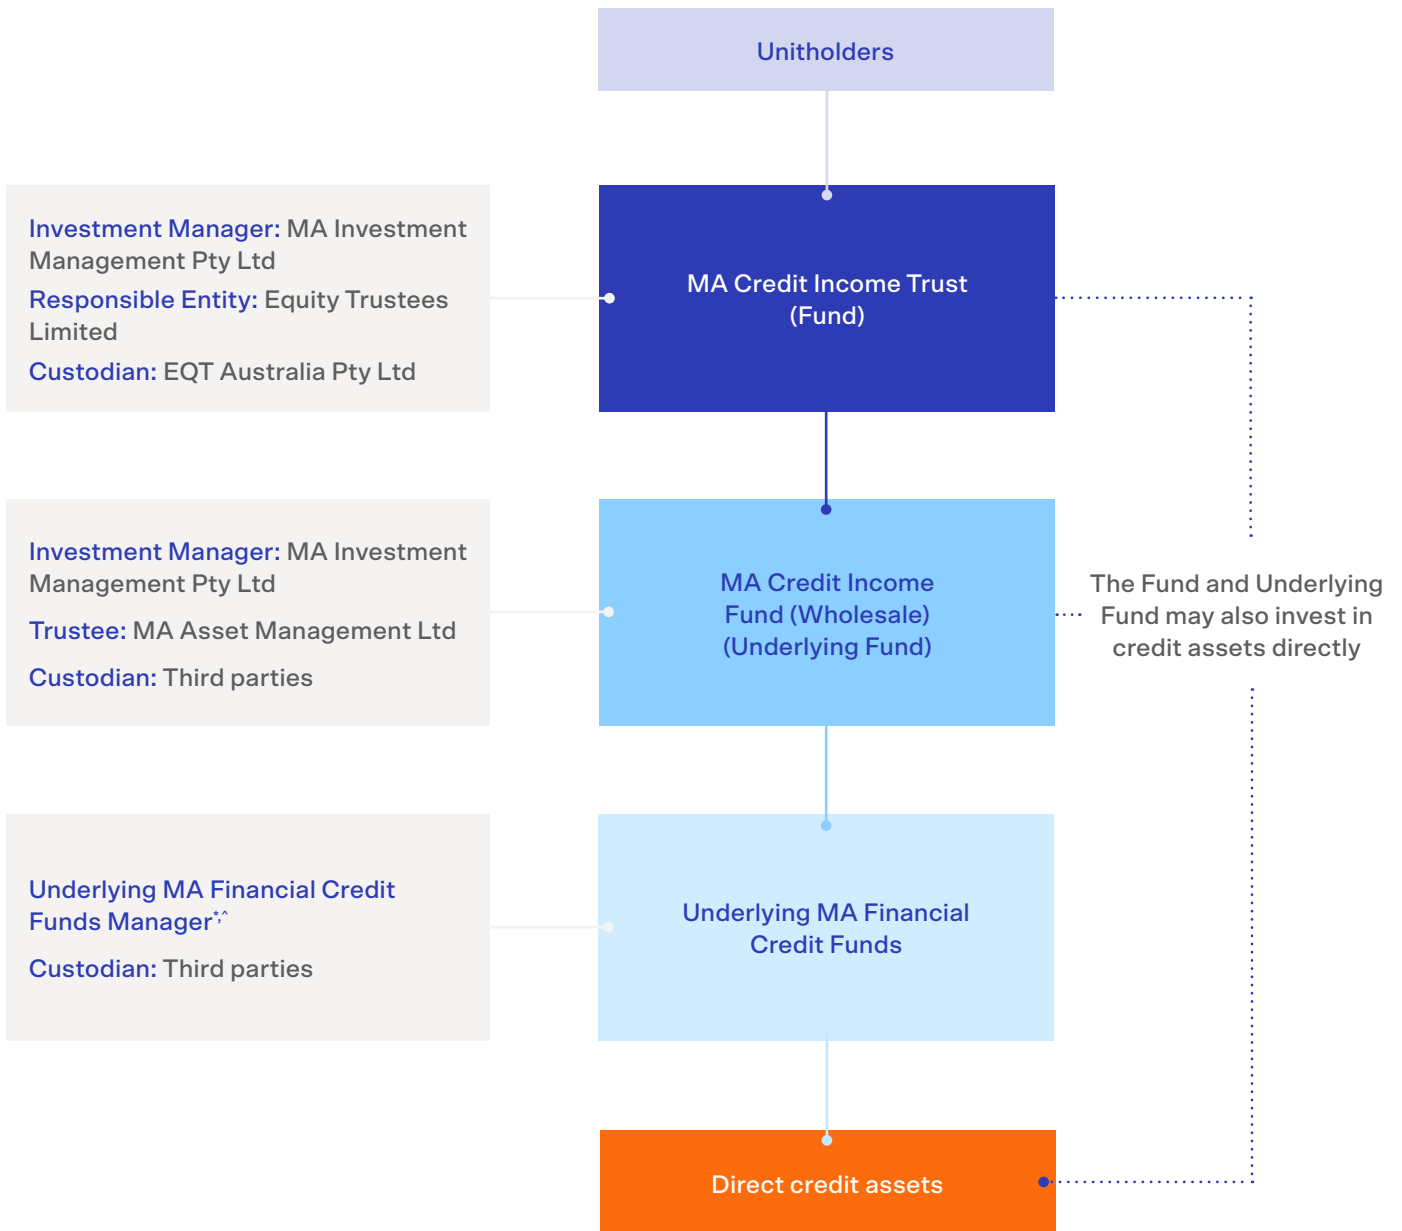 Unitholders
Investment Manager: MA Investment
Management Pty Ltd
Responsible Entity: Equity Trustees
Limited
Custodian: EQT Australia Pty Ltd
MA Credit Income Trust
(Fund)
Investment Manager: MA Investment
Management Pty Ltd
Trustee: MA Asset Management Ltd
Custodian: Third parties
MA Credit Income
Fund (Wholesale)
(Underlying Fund)
The Fund and Underlying
Fund may also invest in
credit assets directly
Underlying MA Financial Credit
Funds Manager*,^
Custodian: Third parties
Underlying MA Financial
Credit Funds
Direct credit assets